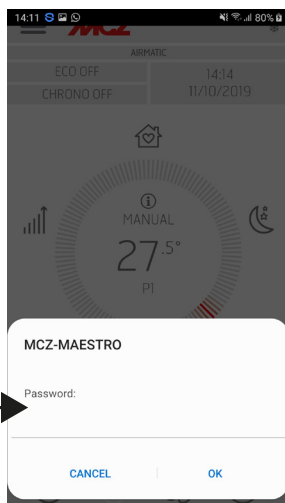 14:11 80%
MCZ
AIRMATIC
ECO OFF
CHRONO OFF
14:14
11/10/2019
MANUAL
27.5°
P1
MCZ-MAESTRO
Password:
CANCEL OK